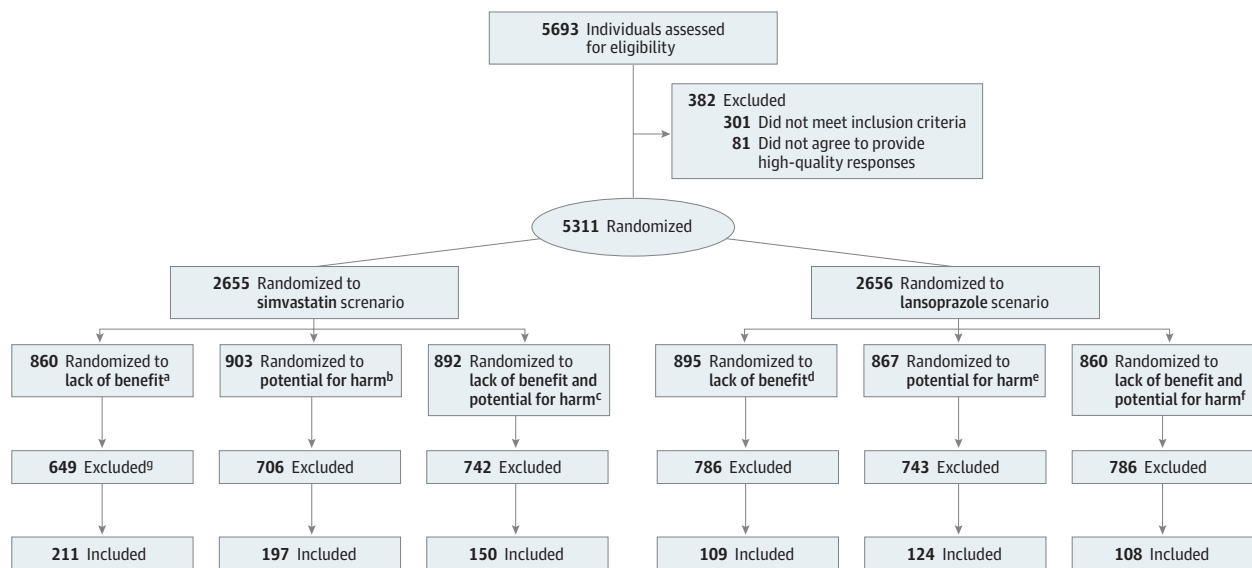 5693 Individuals assessed
for eligibility
382 Excluded
301 Did not meet inclusion criteria
81 Did not agree to provide
high-quality responses
5311 Randomized
2655 Randomized to
simvastatin screnario
2656 Randomized to
lansoprazole scenario
860 Randomized to
lack of benefitᵃ
903 Randomized to
potential for harmᵇ
892 Randomized to
lack of benefit and
potential for harmᶜ
895 Randomized to
lack of benefitᵈ
867 Randomized to
potential for harmᵉ
860 Randomized to
lack of benefit and
potential for harmᶠ
649 Excludedᵍ
706 Excluded
742 Excluded
786 Excluded
743 Excluded
786 Excluded
211 Included
197 Included
150 Included
109 Included
124 Included
108 Included